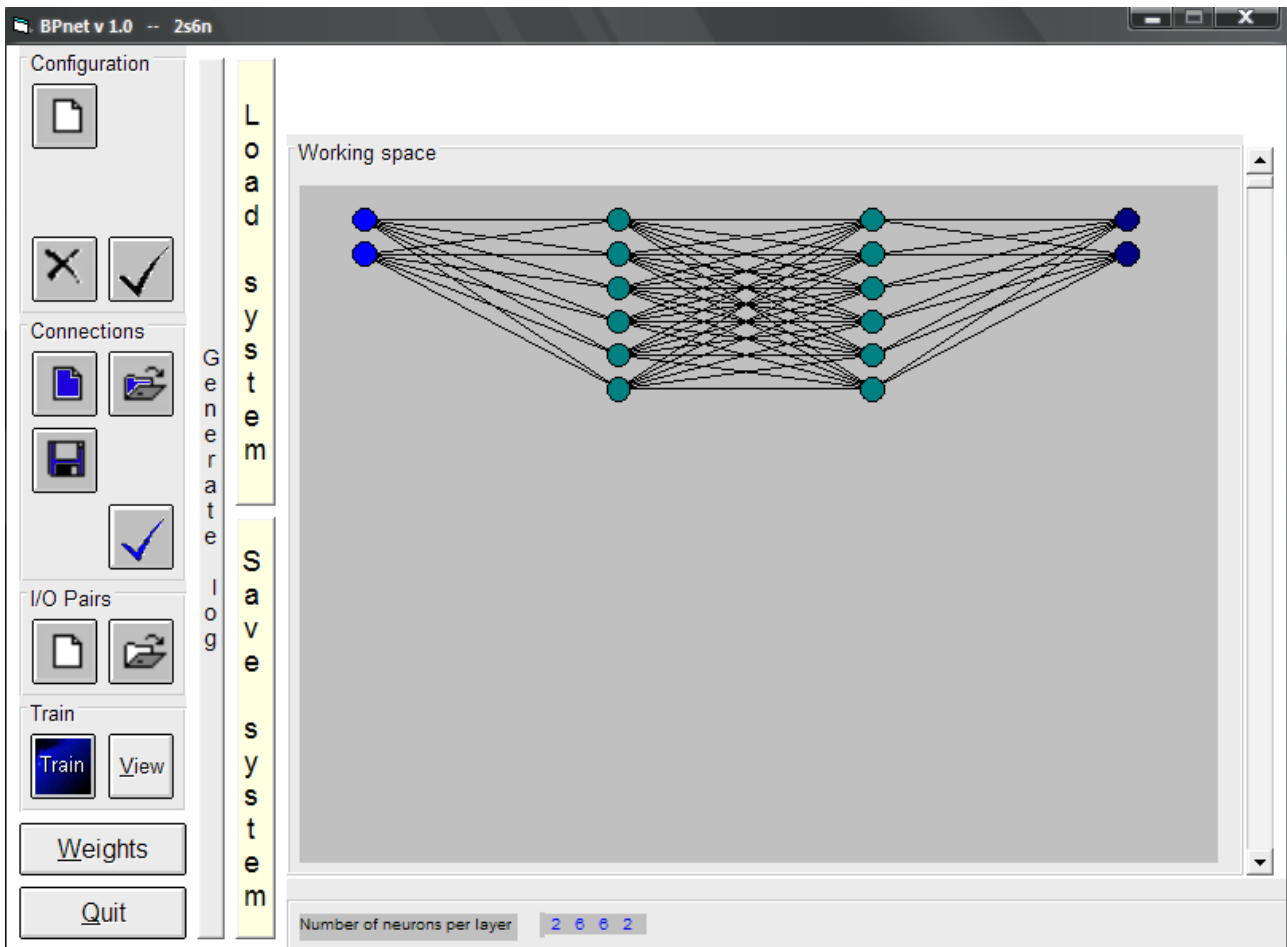 BPnet v 1.0 -- 2s6n
Configuration
Connections
I/O Pairs
Train
Train
View
Weights
Quit
Generate log
Load system
Save system
Working space
Number of neurons per layer
2 6 6 2